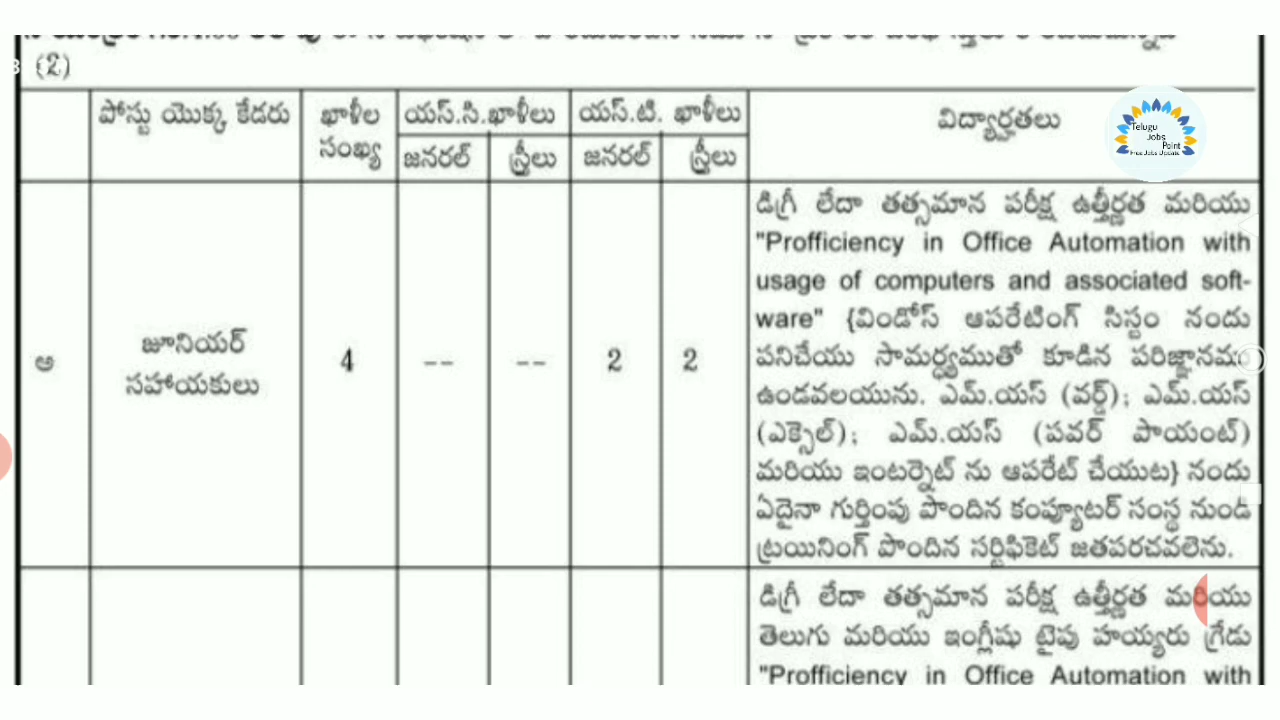 (2)
పోస్టు యొక్క కేడరు
ఖాళీల
సంఖ్య
యస్.సి.ఖాళీలు
యస్.టి. ఖాళీలు
జనరల్
స్త్రీలు
జనరల్
స్త్రీలు
విద్యార్హతలు
Telugu
Jobs
Point
Free Jobs Update
అ
జూనియర్
సహాయకులు
4
--
--
2
2
డిగ్రీ లేదా తత్సమాన పరీక్ష ఉత్తీర్ణత మరియు
"Profficiency in Office Automation with
usage of computers and associated soft-
ware" {విండోస్ ఆపరేటింగ్ సిస్టం నందు
పనిచేయు సామర్థ్యముతో కూడిన పరిజ్ఞానము
ఉండవలయును. ఎమ్.యస్ (వర్డ్); ఎమ్.యస్
(ఎక్సెల్); ఎమ్.యస్ (పవర్ పాయంట్)
మరియు ఇంటర్నెట్ ను ఆపరేట్ చేయుట} నందు
ఏదైనా గుర్తింపు పొందిన కంప్యూటర్ సంస్థ నుండి
ట్రయినింగ్ పొందిన సర్టిఫికెట్ జతపరచవలెను.
డిగ్రీ లేదా తత్సమాన పరీక్ష ఉత్తీర్ణత మరియు
తెలుగు మరియు ఇంగ్లీషు టైపు హయ్యరు గ్రేడు
"Profficiency in Office Automation with